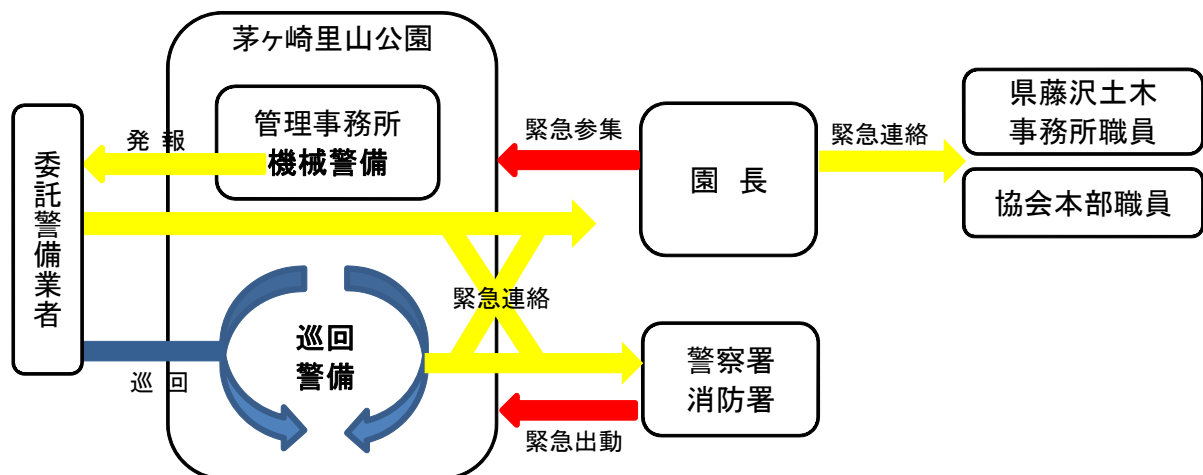 茅ヶ崎里山公園
管理事務所
機械警備
発 報
委託警備業者
緊急参集
園 長
緊急連絡
県藤沢土木
事務所職員
協会本部職員
緊急連絡
巡回
警備
巡 回
警察署
消防署
緊急出動